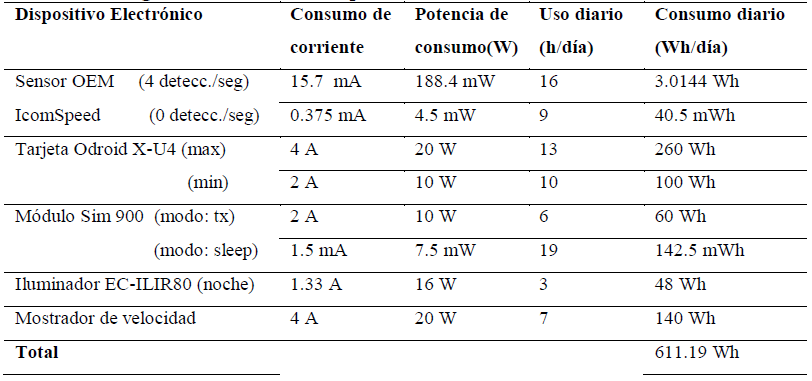 Dispositivo Electrónico Consumo de corriente Potencia de consumo(W) Uso diario (h/día) Consumo diario (Wh/día)
Sensor OEM (4 detecc./seg) 15.7 mA 188.4 mW 16 3.0144 Wh
IcomSpeed (0 detecc./seg) 0.375 mA 4.5 mW 9 40.5 mWh
Tarjeta Odroid X-U4 (max) 4 A 20 W 13 260 Wh
(min) 2 A 10 W 10 100 Wh
Módulo Sim 900 (modo: tx) 2 A 10 W 6 60 Wh
(modo: sleep) 1.5 mA 7.5 mW 19 142.5 mWh
Iluminador EC-ILIR80 (noche) 1.33 A 16 W 3 48 Wh
Mostrador de velocidad 4 A 20 W 7 140 Wh
Total 611.19 Wh